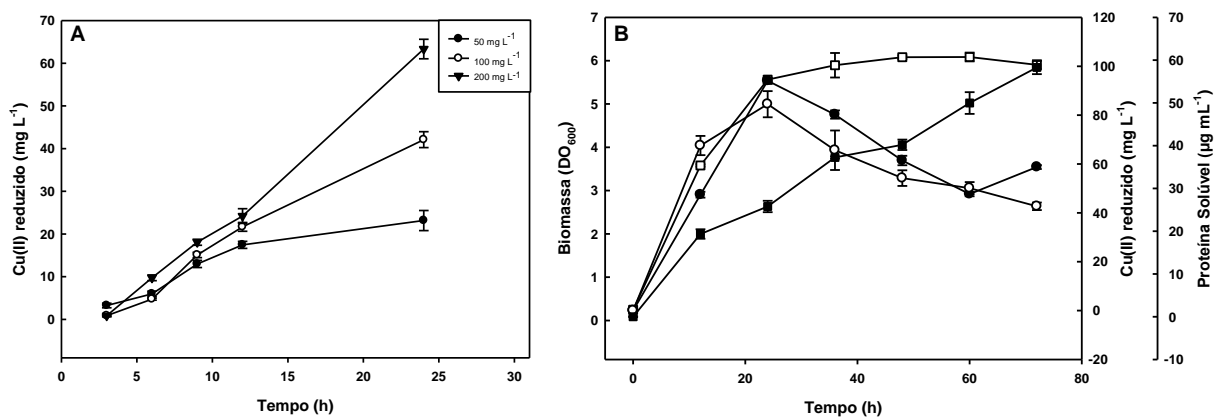 A
50 mg L⁻¹
100 mg L⁻¹
200 mg L⁻¹
Cu(II) reduzido (mg L⁻¹)
70
60
50
40
30
20
10
0
0 5 10 15 20 25 30
Tempo (h)
B
Biomassa (DO₆₀₀)
7
6
5
4
3
2
1
0
0 20 40 60 80
Tempo (h)
Cu(II) reduzido (mg L⁻¹)
120
100
80
60
40
20
0
-20
Proteína Solúvel (µg mL⁻¹)
70
60
50
40
30
20
10
0
-10